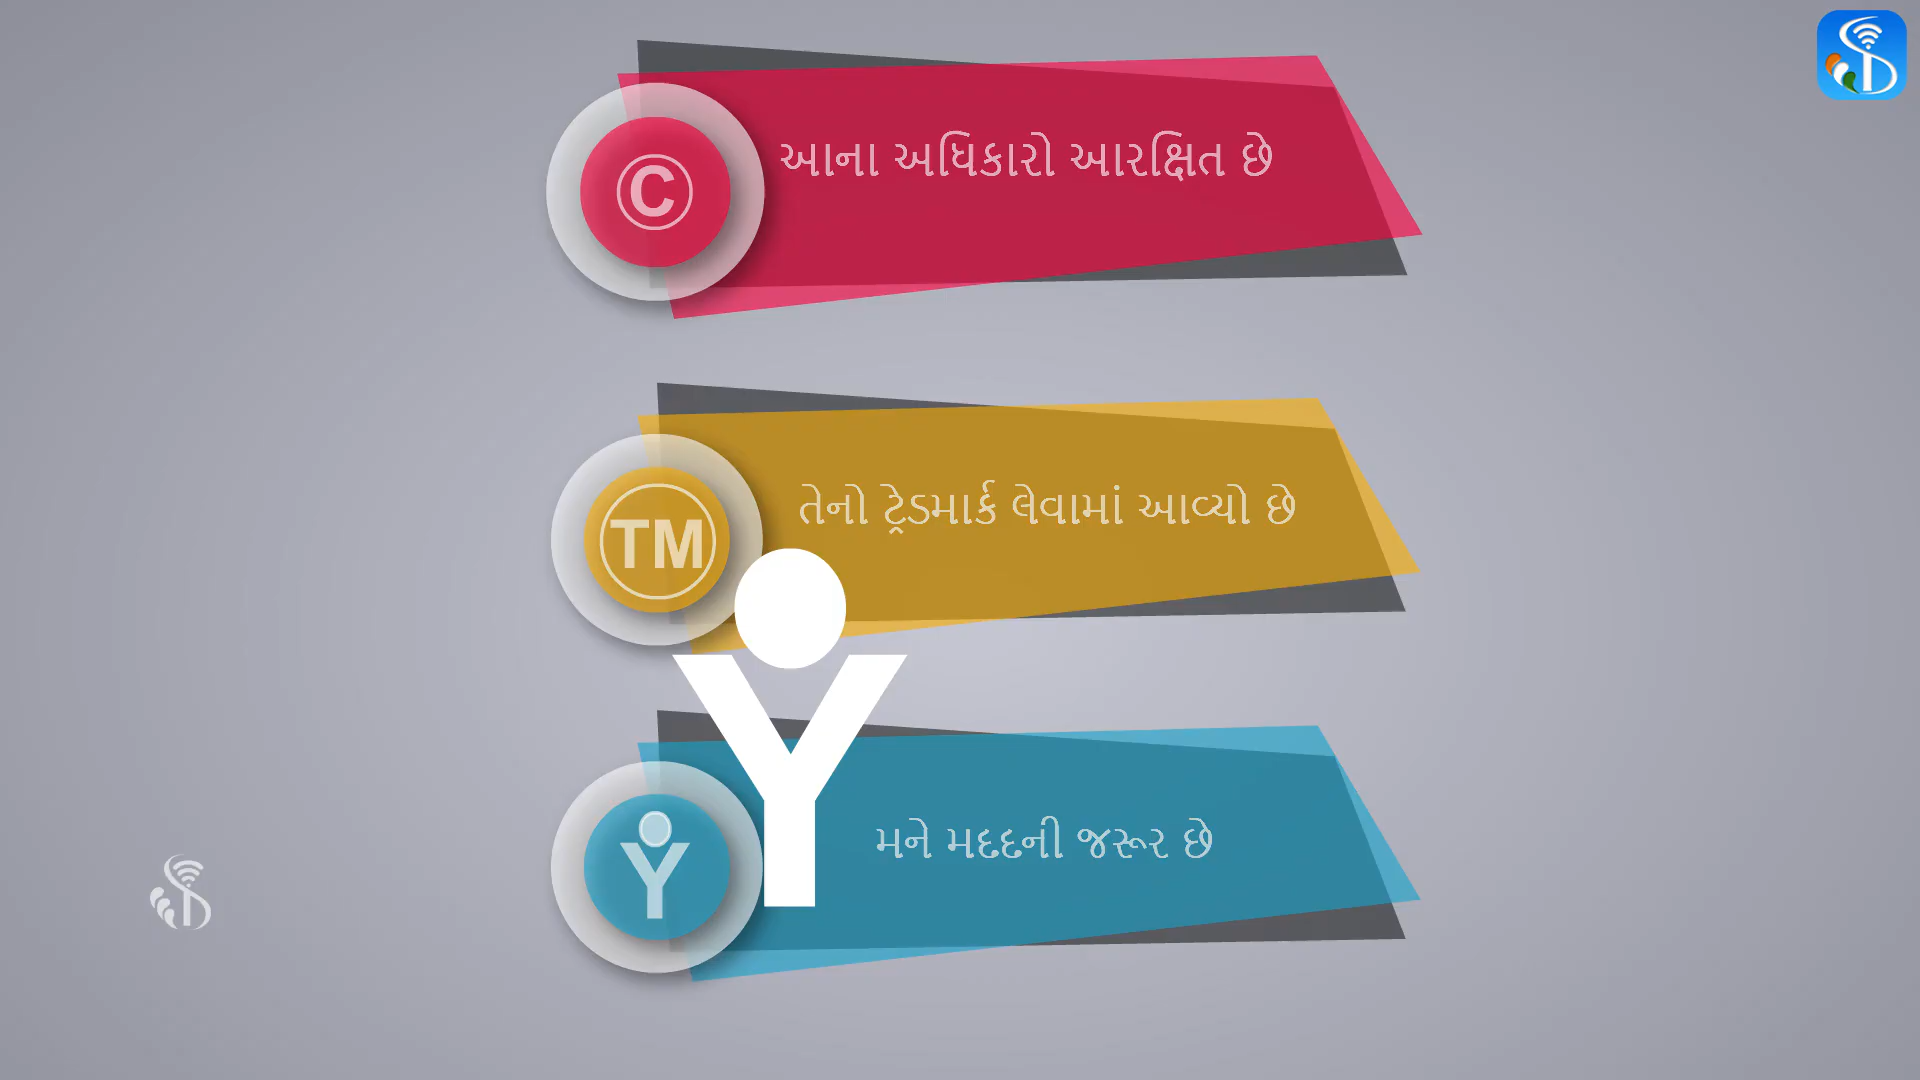 ©
આના અધિકારો આરક્ષિત છે
TM
તેનો ટ્રેડમાર્ક લેવામાં આવ્યો છે
મને મદદની જરૂર છે